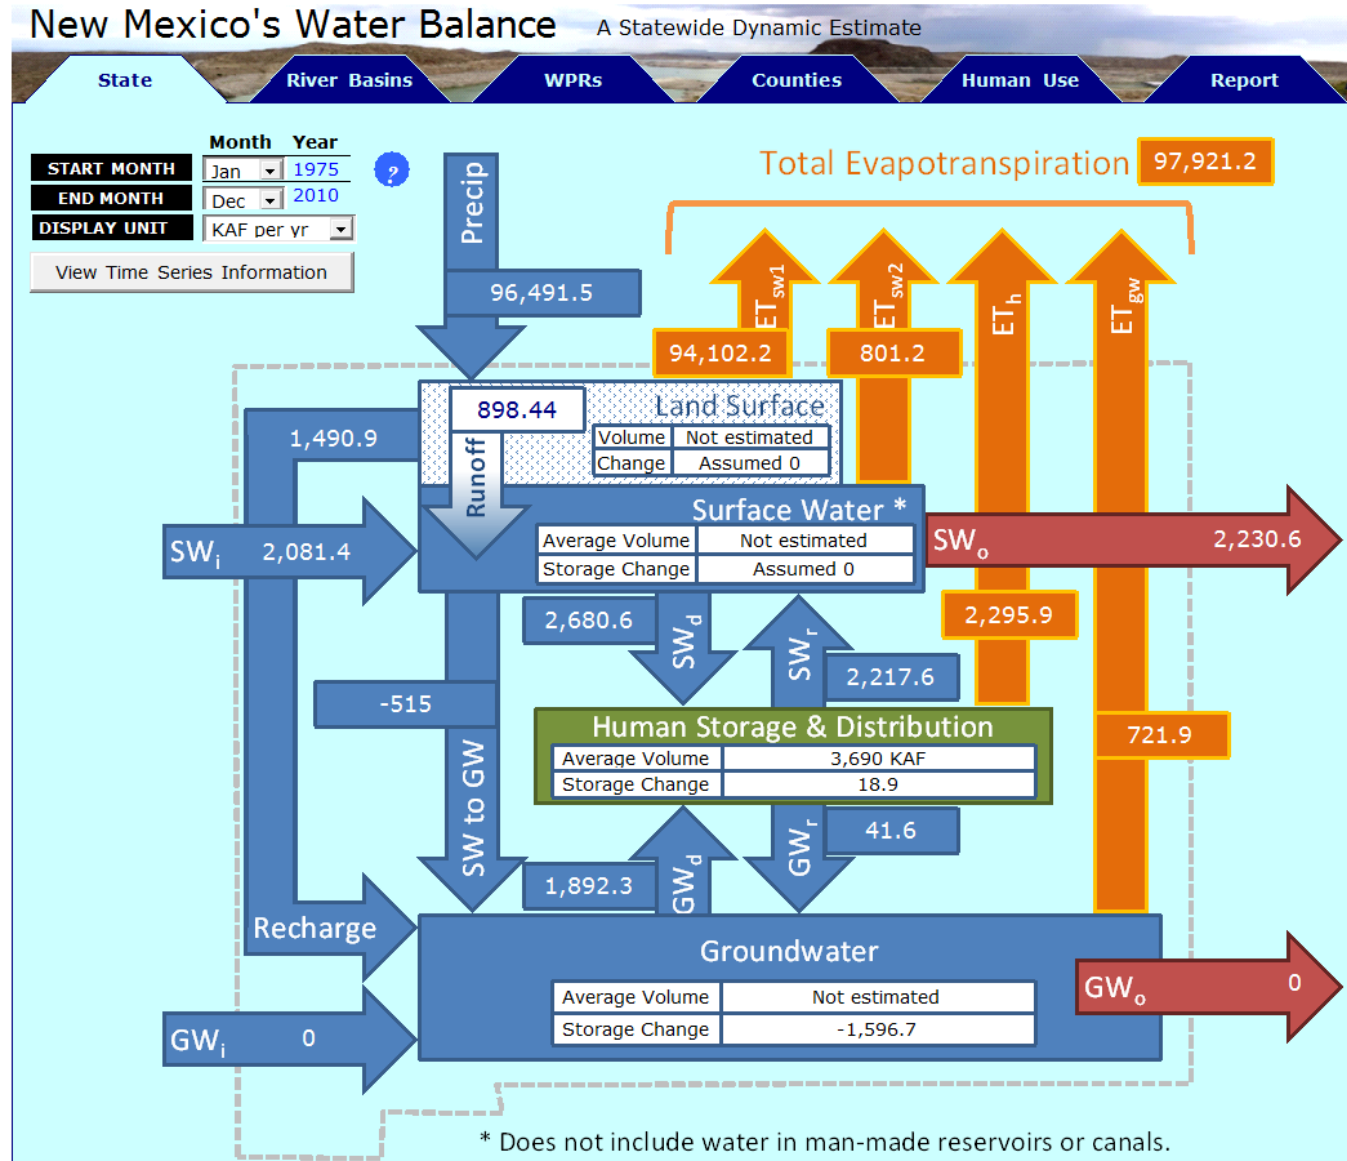 New Mexico's Water Balance A Statewide Dynamic Estimate
State River Basins WPRs Counties Human Use Report
Month Year
START MONTH Jan 1975
END MONTH Dec 2010
DISPLAY UNIT KAF per yr
?
View Time Series Information
Precip
96,491.5
Total Evapotranspiration 97,921.2
ETsw1
94,102.2
ETsw2
801.2
ETh
2,295.9
ETgw
721.9
898.44
Runoff
Land Surface
Volume Not estimated
Change Assumed 0
1,490.9
Recharge
SWi 2,081.4
Surface Water *
Average Volume Not estimated
Storage Change Assumed 0
SWo 2,230.6
2,680.6
SWd
SWr
2,217.6
-515
SW to GW
Human Storage & Distribution
Average Volume 3,690 KAF
Storage Change 18.9
1,892.3
GWd
GWr
41.6
Groundwater
Average Volume Not estimated
Storage Change -1,596.7
GWi 0
GWo 0
* Does not include water in man-made reservoirs or canals.